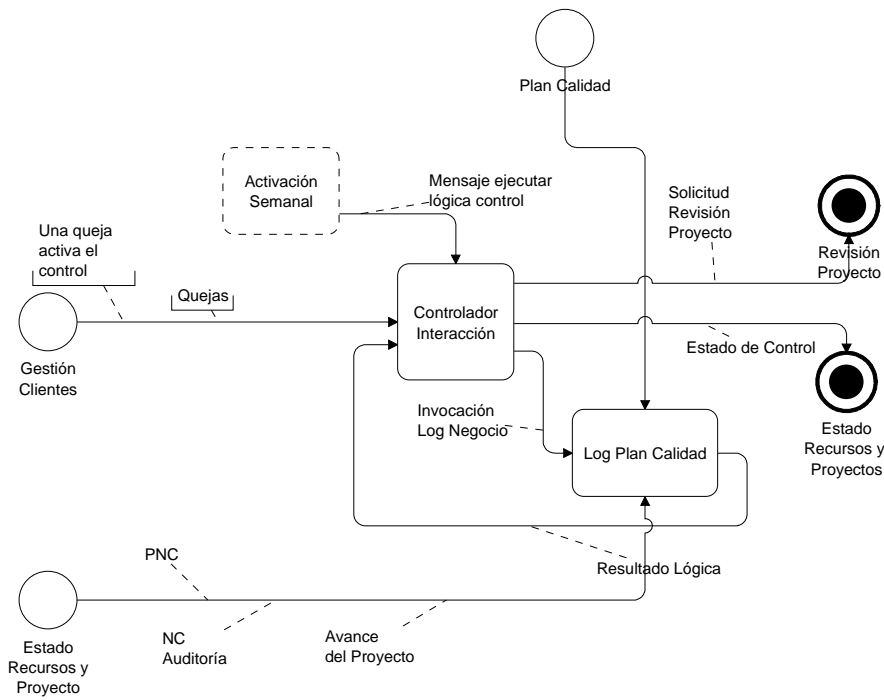 Plan Calidad
Activación
Semanal
Mensaje ejecutar
lógica control
Solicitud
Revisión
Proyecto
Una queja
activa el
control
Revisión
Proyecto
Quejas
Controlador
Interacción
Gestión
Clientes
Estado de Control
Invocación
Log Negocio
Estado
Recursos y
Proyectos
Log Plan Calidad
PNC
Resultado Lógica
NC
Auditoría
Avance
del Proyecto
Estado
Recursos y
Proyecto